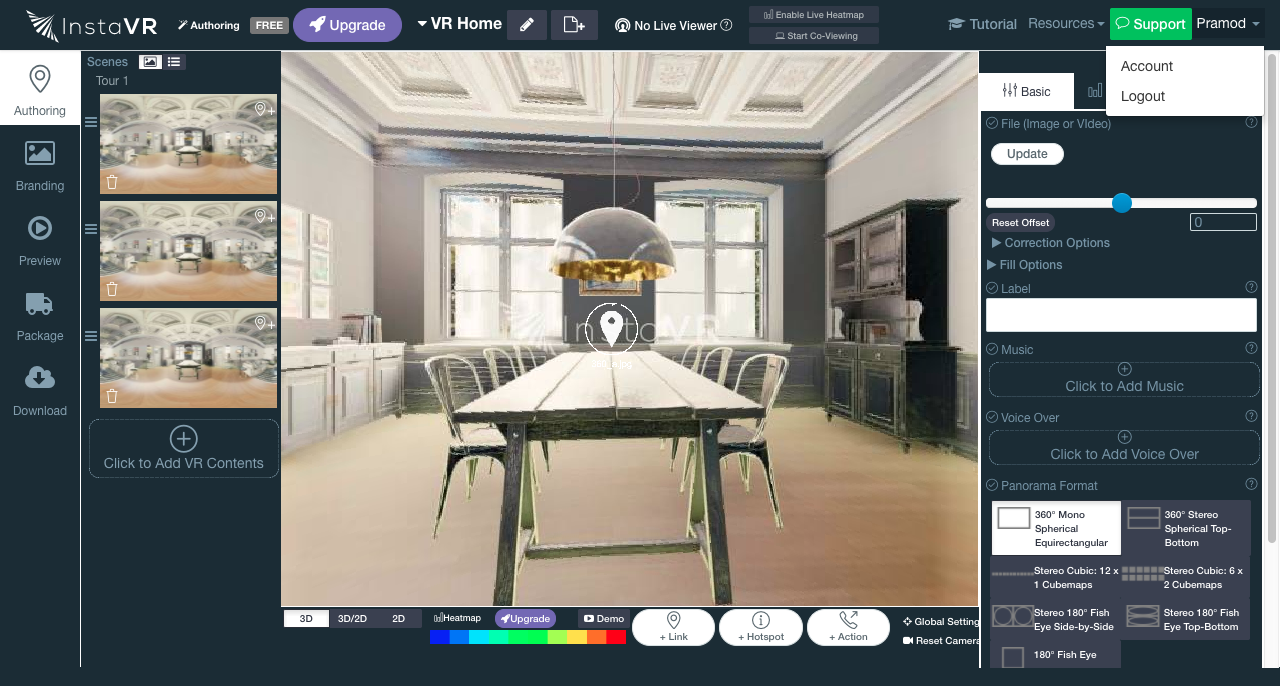 InstaVR
Authoring
FREE
Upgrade
VR Home
No Live Viewer
Enable Live Heatmap
Start Co-Viewing
Tutorial
Resources
Support
Pramod
Account
Logout
Authoring
Branding
Preview
Package
Download
Scenes
Tour 1
Click to Add VR Contents
InstaVR
3D
3D/2D
2D
Heatmap
Upgrade
Demo
+ Link
+ Hotspot
+ Action
Global Setting
Reset Camera
Basic
File (Image or VIdeo)
Update
Reset Offset
0
Correction Options
Fill Options
Label
Music
Click to Add Music
Voice Over
Click to Add Voice Over
Panorama Format
360° Mono
Spherical
Equirectangular
360° Stereo
Spherical Top-
Bottom
Stereo Cubic: 12 x
1 Cubemaps
Stereo Cubic: 6 x
2 Cubemaps
Stereo 180° Fish
Eye Side-by-Side
Stereo 180° Fish
Eye Top-Bottom
180° Fish Eye